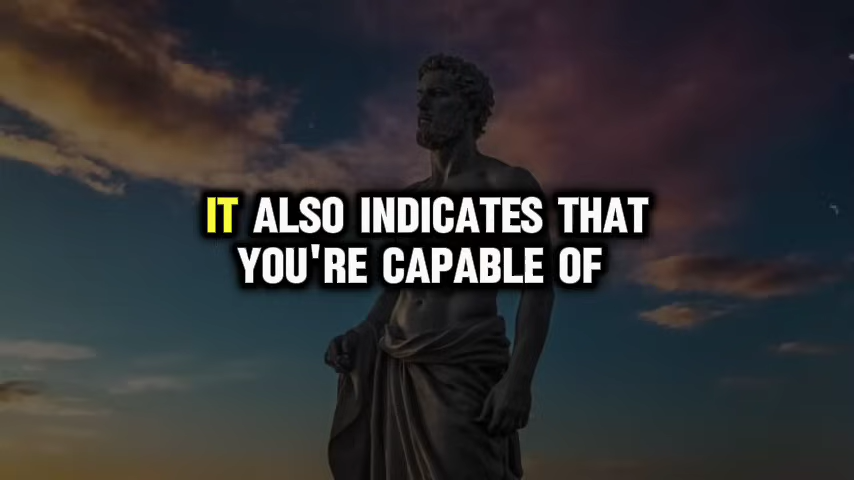 IT ALSO INDICATES THAT
YOU'RE CAPABLE OF